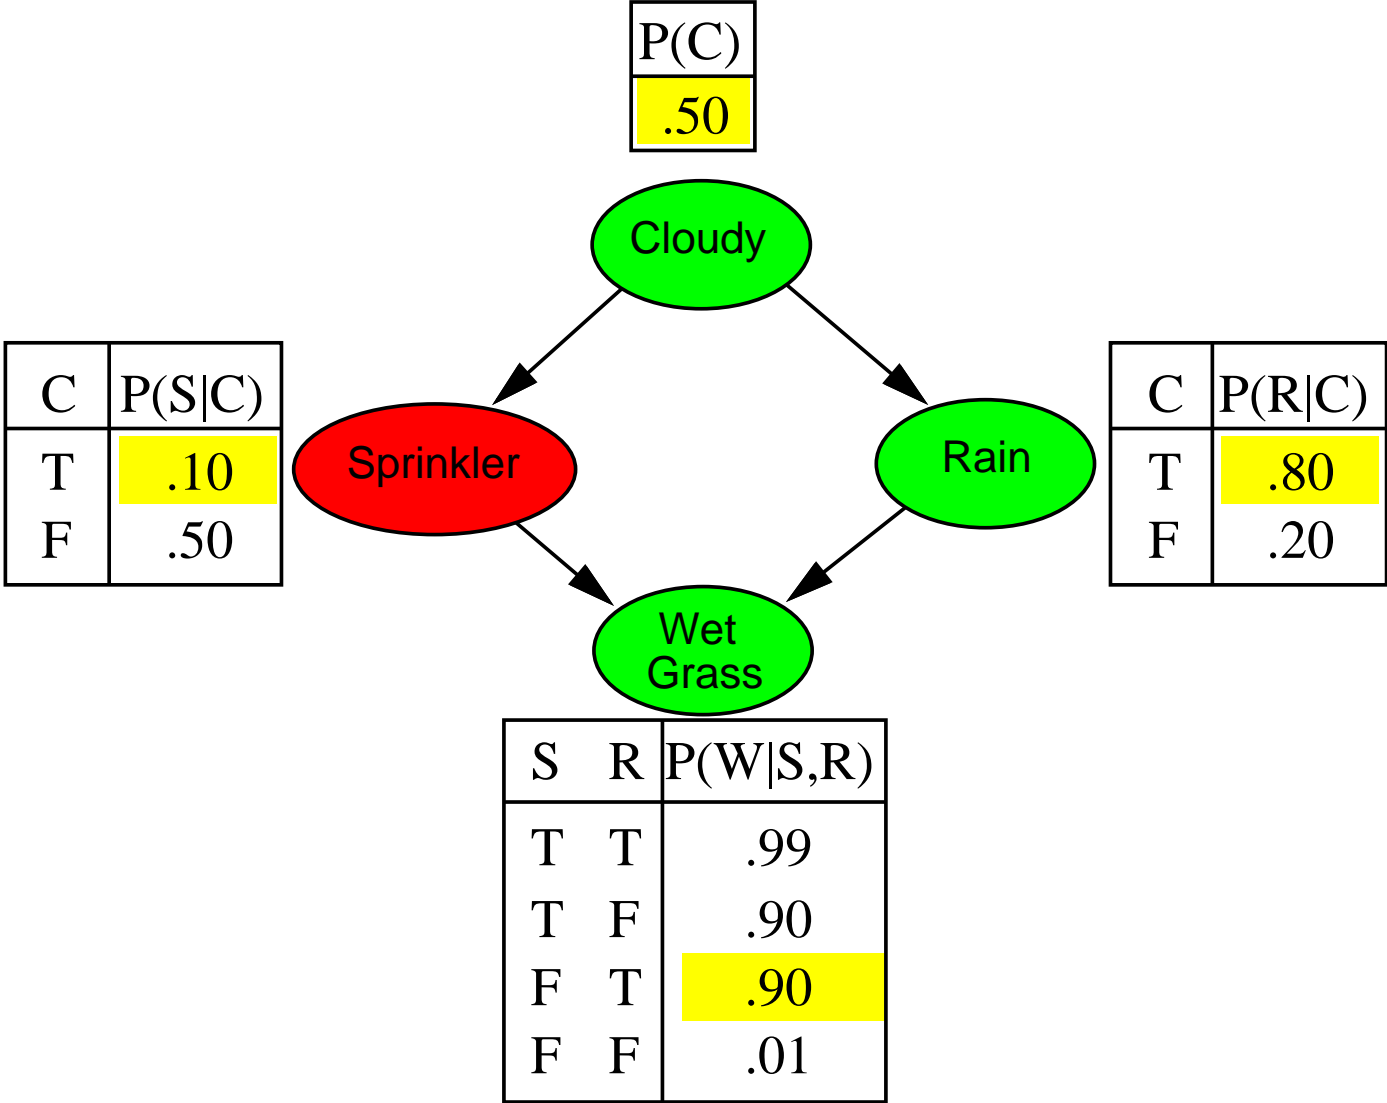 P(C)
.50
Cloudy
C P(S|C)
T .10
F .50
Sprinkler
Rain
C P(R|C)
T .80
F .20
Wet
Grass
S R P(W|S,R)
T T .99
T F .90
F T .90
F F .01